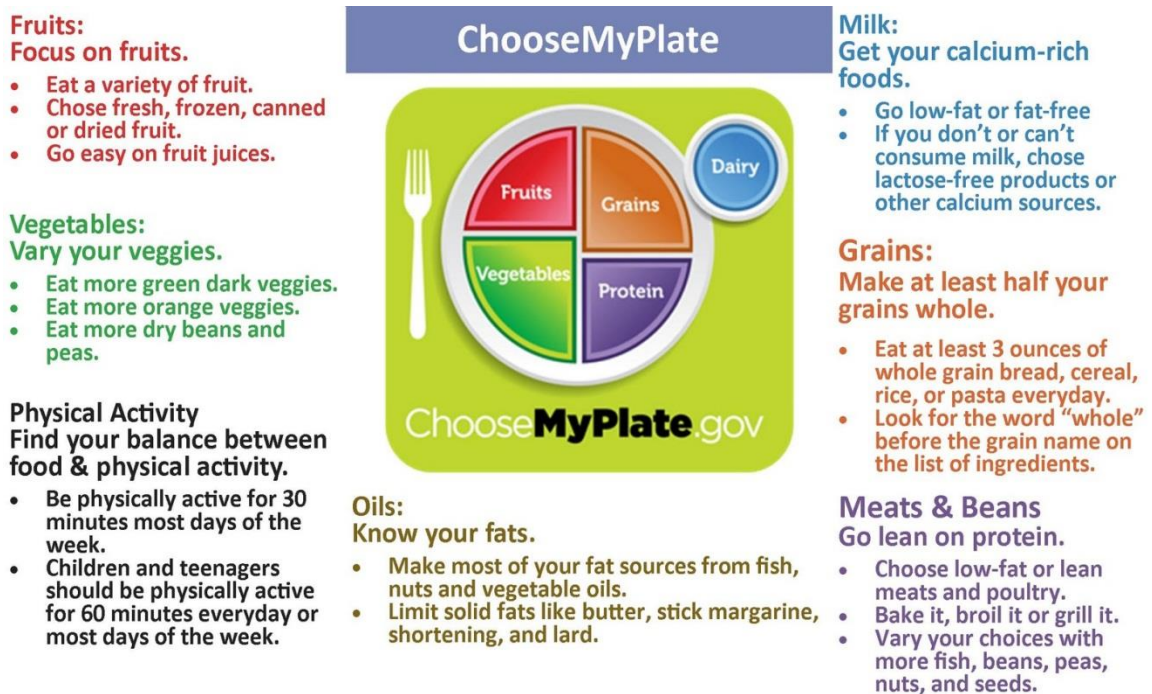 Fruits:
Focus on fruits.
• Eat a variety of fruit.
• Chose fresh, frozen, canned
or dried fruit.
• Go easy on fruit juices.
Vegetables:
Vary your veggies.
• Eat more green dark veggies.
• Eat more orange veggies.
• Eat more dry beans and
peas.
Physical Activity
Find your balance between
food & physical activity.
• Be physically active for 30
minutes most days of the
week.
• Children and teenagers
should be physically active
for 60 minutes everyday or
most days of the week.
ChooseMyPlate
Fruits
Grains
Dairy
Vegetables
Protein
ChooseMyPlate.gov
Oils:
Know your fats.
• Make most of your fat sources from fish,
nuts and vegetable oils.
• Limit solid fats like butter, stick margarine,
shortening, and lard.
Milk:
Get your calcium-rich
foods.
• Go low-fat or fat-free
• If you don’t or can’t
consume milk, chose
lactose-free products or
other calcium sources.
Grains:
Make at least half your
grains whole.
• Eat at least 3 ounces of
whole grain bread, cereal,
rice, or pasta everyday.
• Look for the word “whole”
before the grain name on
the list of ingredients.
Meats & Beans
Go lean on protein.
• Choose low-fat or lean
meats and poultry.
• Bake it, broil it or grill it.
• Vary your choices with
more fish, beans, peas,
nuts, and seeds.